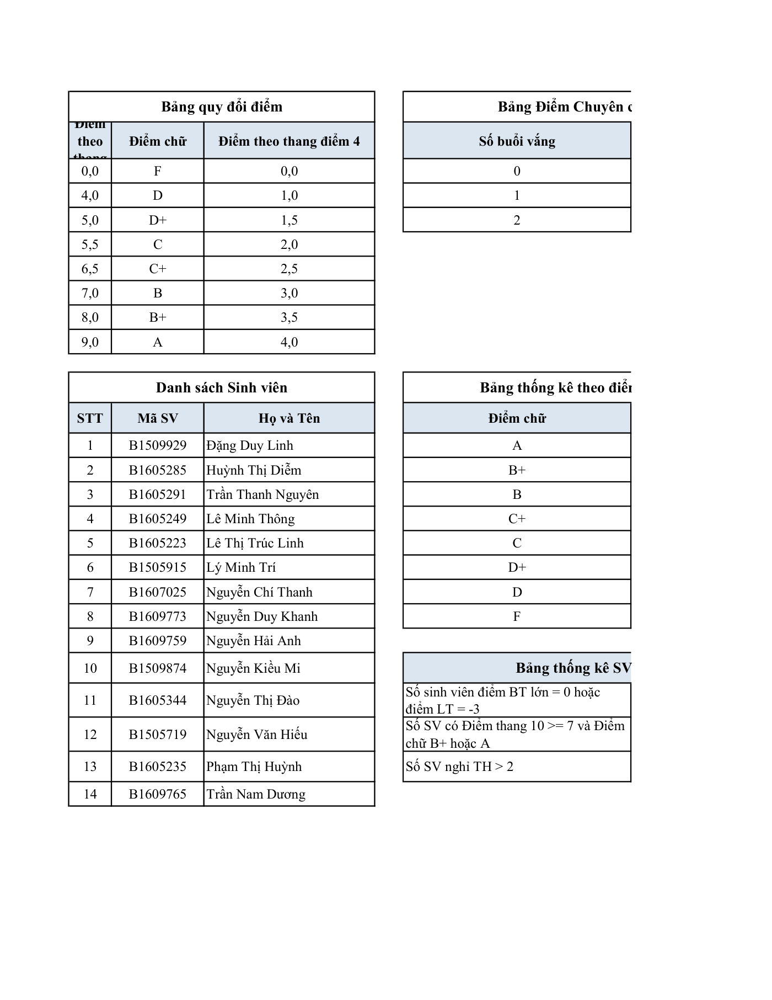 Bảng quy đổi điểm
Điểm theo thang
Điểm chữ
Điểm theo thang điểm 4
0,0 F 0,0
4,0 D 1,0
5,0 D+ 1,5
5,5 C 2,0
6,5 C+ 2,5
7,0 B 3,0
8,0 B+ 3,5
9,0 A 4,0
Bảng Điểm Chuyên c
Số buổi vắng
0
1
2
Danh sách Sinh viên
STT Mã SV Họ và Tên
1 B1509929 Đặng Duy Linh
2 B1605285 Huỳnh Thị Diễm
3 B1605291 Trần Thanh Nguyên
4 B1605249 Lê Minh Thông
5 B1605223 Lê Thị Trúc Linh
6 B1505915 Lý Minh Trí
7 B1607025 Nguyễn Chí Thanh
8 B1609773 Nguyễn Duy Khanh
9 B1609759 Nguyễn Hải Anh
10 B1509874 Nguyễn Kiều Mi
11 B1605344 Nguyễn Thị Đào
12 B1505719 Nguyễn Văn Hiếu
13 B1605235 Phạm Thị Huỳnh
14 B1609765 Trần Nam Dương
Bảng thống kê theo điể
Điểm chữ
A
B+
B
C+
C
D+
D
F
Bảng thống kê SV
Số sinh viên điểm BT lớn = 0 hoặc
điểm LT = -3
Số SV có Điểm thang 10 >= 7 và Điểm
chữ B+ hoặc A
Số SV nghỉ TH > 2